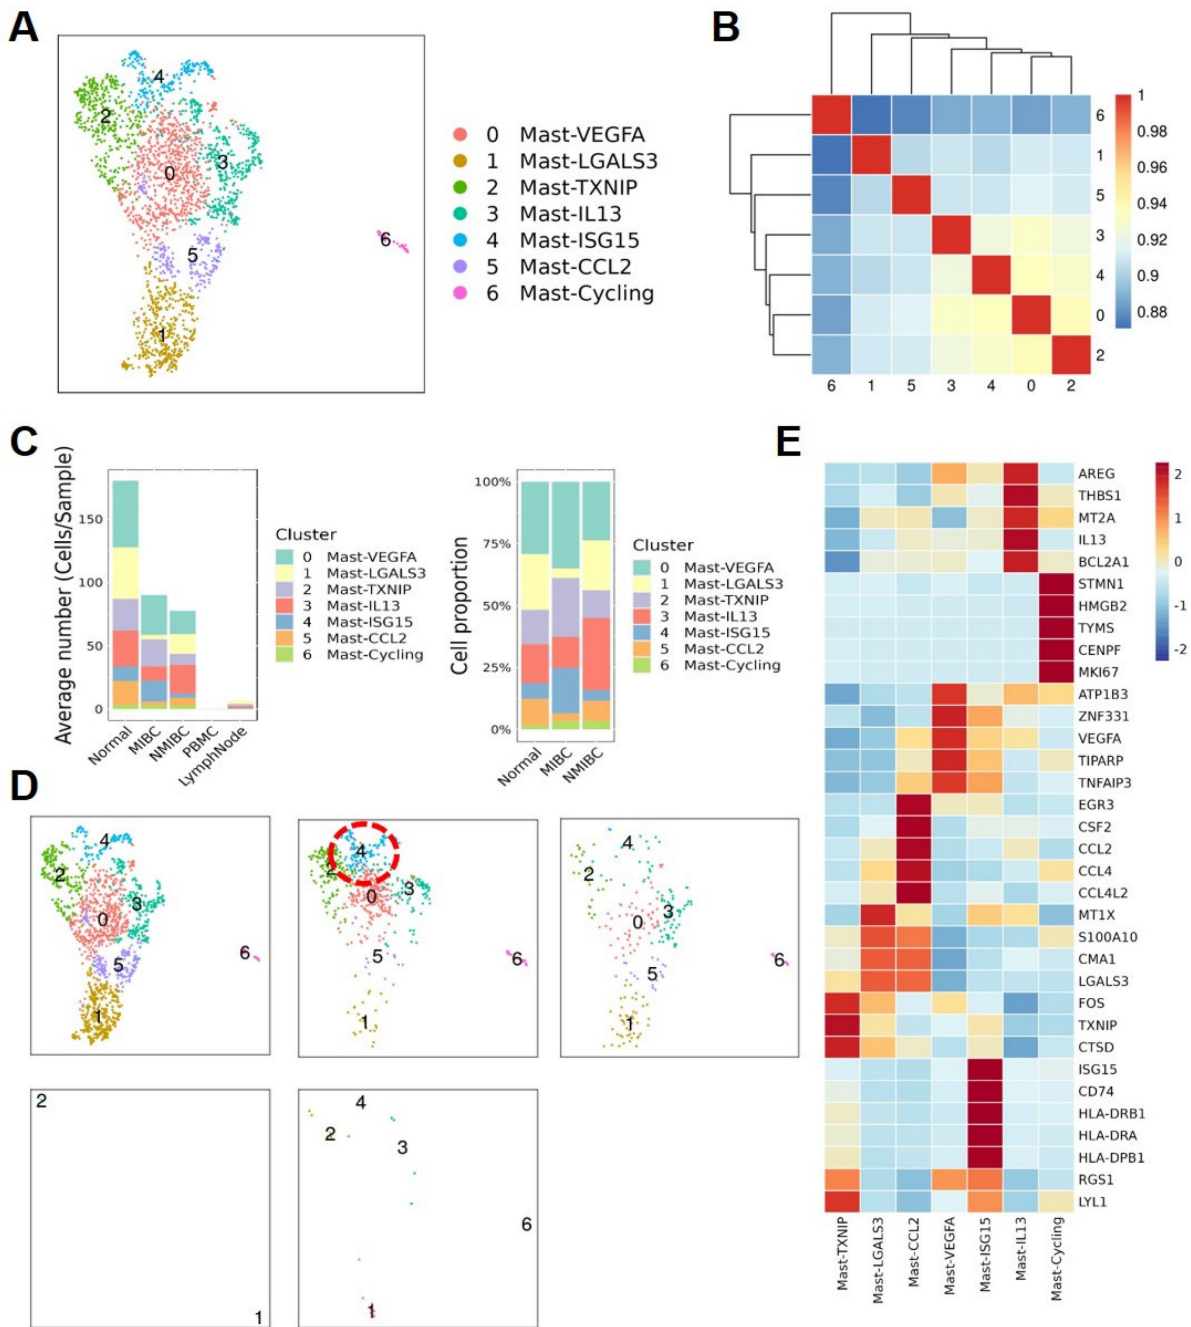 A
4
2
0
3
5
6
1
0 Mast-VEGFA
1 Mast-LGALS3
2 Mast-TXNIP
3 Mast-IL13
4 Mast-ISG15
5 Mast-CCL2
6 Mast-Cycling
B
6
1
5
3
4
0
2
6 1 5 3 4 0 2
1
0.98
0.96
0.94
0.92
0.9
0.88
C
Average number (Cells/Sample)
150
100
50
0
Normal
MIBC
NMIBC
PBMC
LymphNode
Cluster
0 Mast-VEGFA
1 Mast-LGALS3
2 Mast-TXNIP
3 Mast-IL13
4 Mast-ISG15
5 Mast-CCL2
6 Mast-Cycling
Cell proportion
100%
75%
50%
25%
0%
Normal
MIBC
NMIBC
Cluster
0 Mast-VEGFA
1 Mast-LGALS3
2 Mast-TXNIP
3 Mast-IL13
4 Mast-ISG15
5 Mast-CCL2
6 Mast-Cycling
D
4
2
3
0
5
6
1
4
2
3
0
5
6
1
4
2
3
0
5
6
1
2
1
4
2
3
6
1
E
AREG
THBS1
MT2A
IL13
BCL2A1
STMN1
HMGB2
TYMS
CENPF
MKI67
ATP1B3
ZNF331
VEGFA
TIPARP
TNFAIP3
EGR3
CSF2
CCL2
CCL4
CCL4L2
MT1X
S100A10
CMA1
LGALS3
FOS
TXNIP
CTSD
ISG15
CD74
HLA-DRB1
HLA-DRA
HLA-DPB1
RGS1
LYL1
Mast-TXNIP
Mast-LGALS3
Mast-CCL2
Mast-VEGFA
Mast-ISG15
Mast-IL13
Mast-Cycling
2
1
0
-1
-2